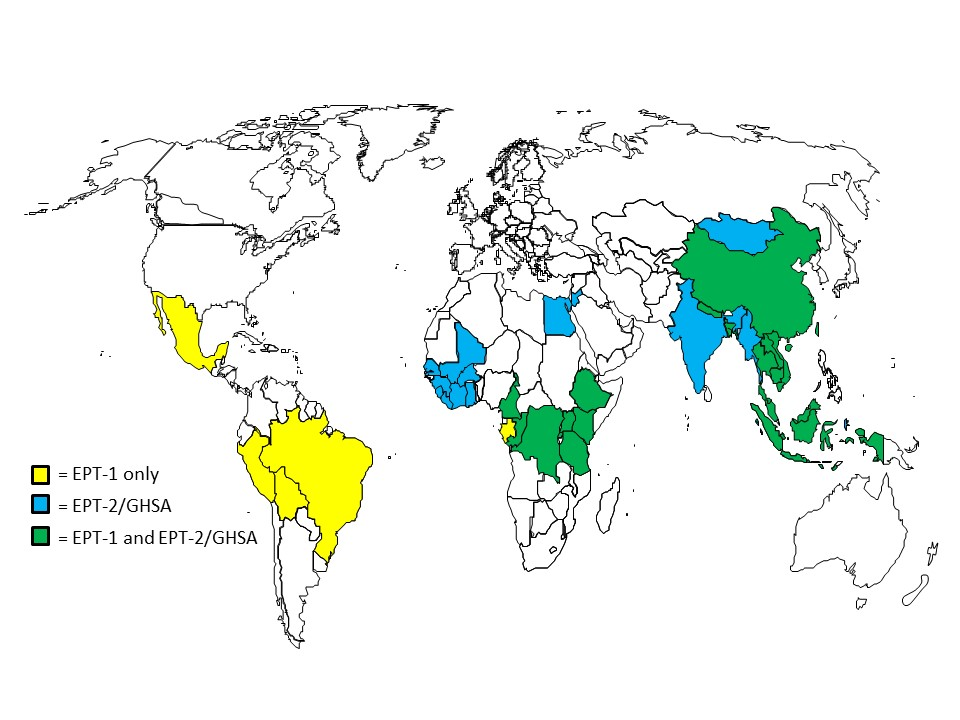 = EPT-1 only
= EPT-2/GHSA
= EPT-1 and EPT-2/GHSA